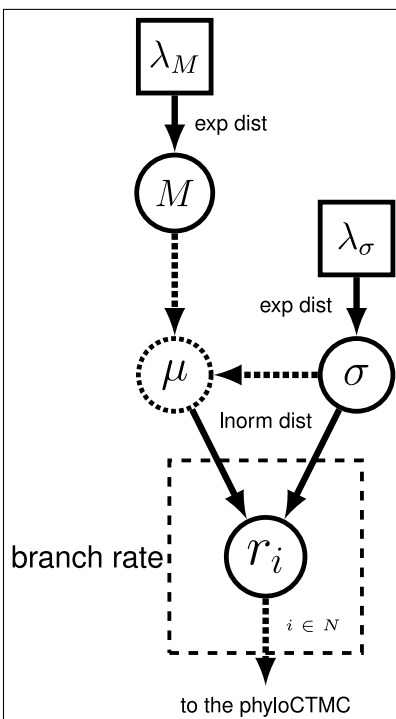 λ_M
exp dist
M
λ_σ
exp dist
μ
σ
lnorm dist
branch rate
r_i
i ∈ N
to the phyloCTMC